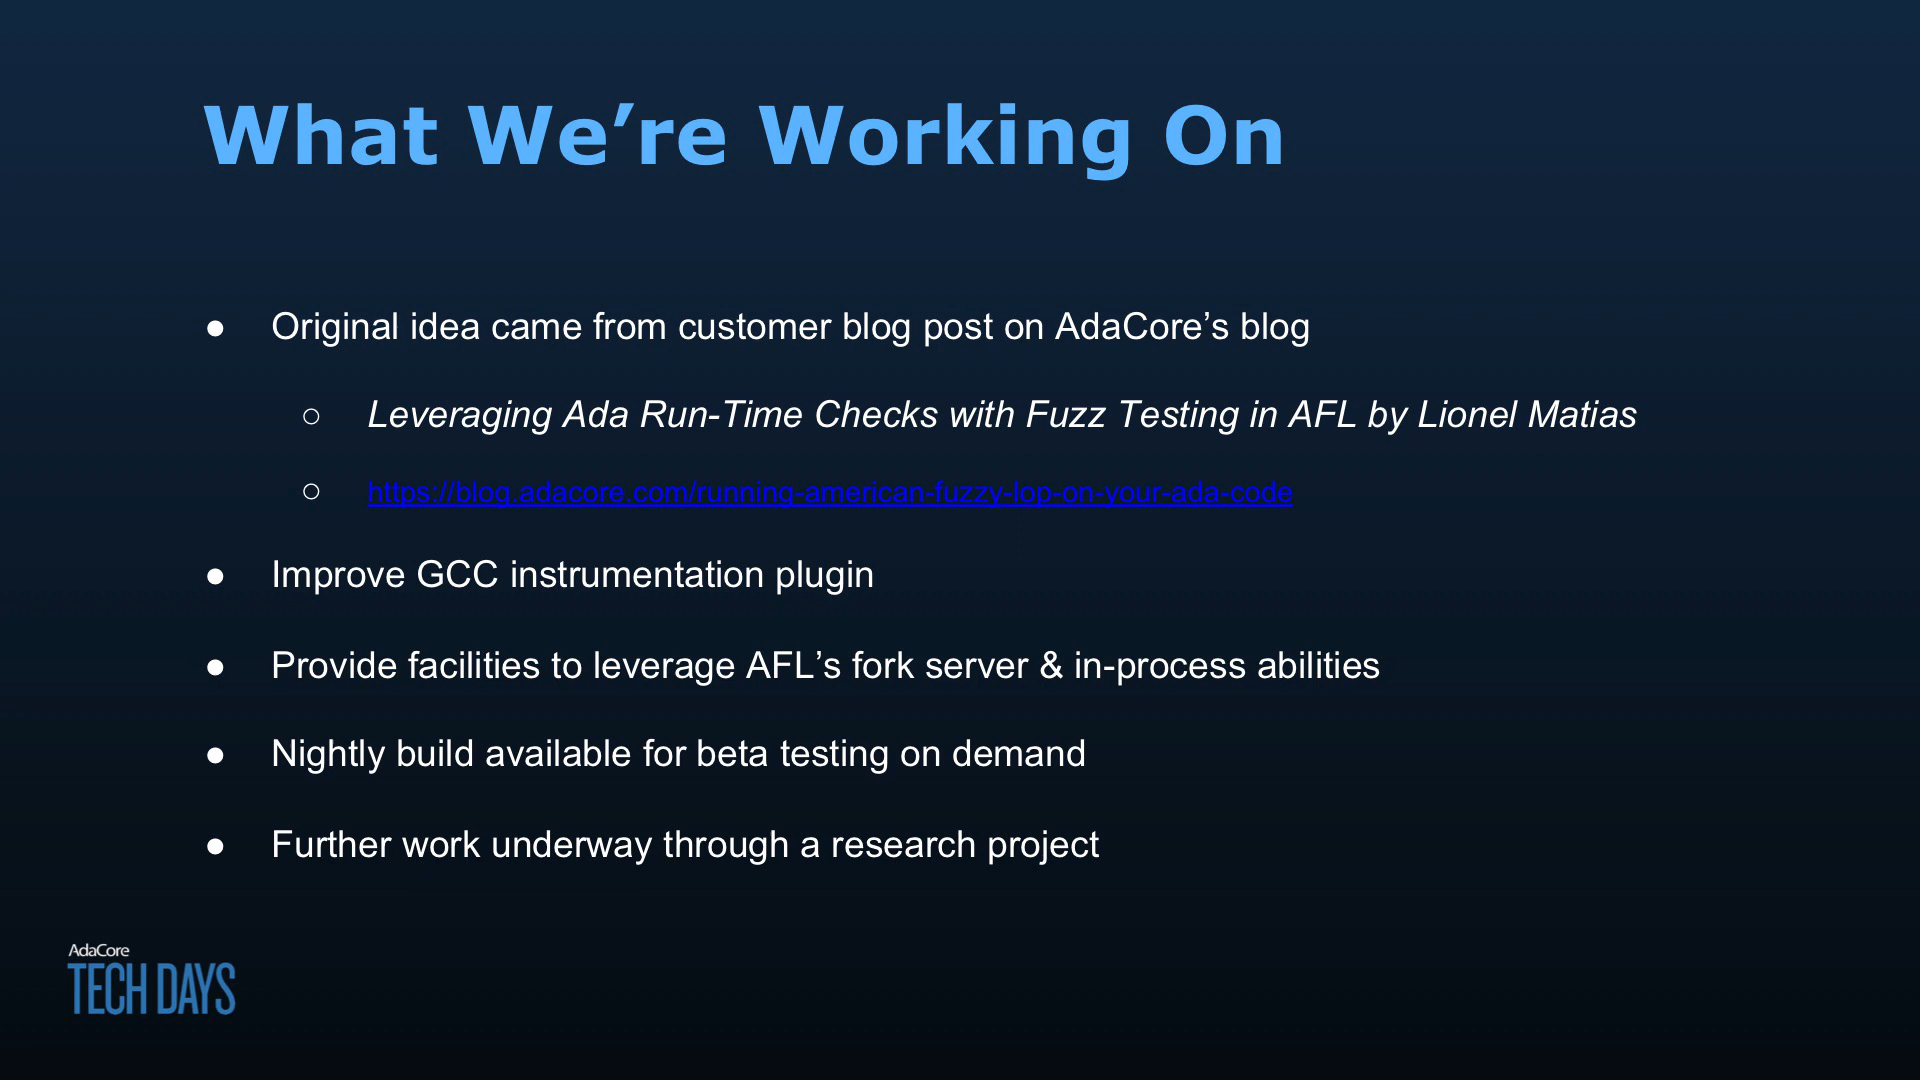 What We’re Working On
● Original idea came from customer blog post on AdaCore’s blog
○ Leveraging Ada Run-Time Checks with Fuzz Testing in AFL by Lionel Matias
○ https://blog.adacore.com/running-american-fuzzy-lop-on-your-ada-code
● Improve GCC instrumentation plugin
● Provide facilities to leverage AFL’s fork server & in-process abilities
● Nightly build available for beta testing on demand
● Further work underway through a research project
AdaCore
TECH DAYS